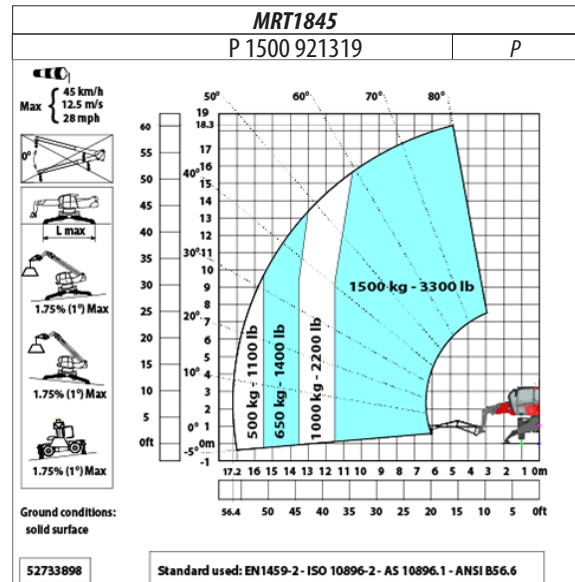 MRT1845
P 1500 921319 P
Max { 45 km/h
12.5 m/s
28 mph
0°
L max
1.75% (1°) Max
1.75% (1°) Max
1.75% (1°) Max
Ground conditions:
solid surface
50° 60° 70° 80°
40°
30°
20°
10°
0°
-5°
60
55
50
45
40
35
30
25
20
15
10
5
0ft
19
18.3
17
16
15
14
13
12
11
10
9
8
7
6
5
4
3
2
1
0m
-1
500 kg - 1100 lb
650 kg - 1400 lb
1000 kg - 2200 lb
1500 kg - 3300 lb
17.2 16 15 14 13 12 11 10 9 8 7 6 5 4 3 2 1 0m
56.4 50 45 40 35 30 25 20 15 10 5 0ft
52733898
Standard used: EN1459-2 - ISO 10896-2 - AS 10896.1 - ANSI B56.6